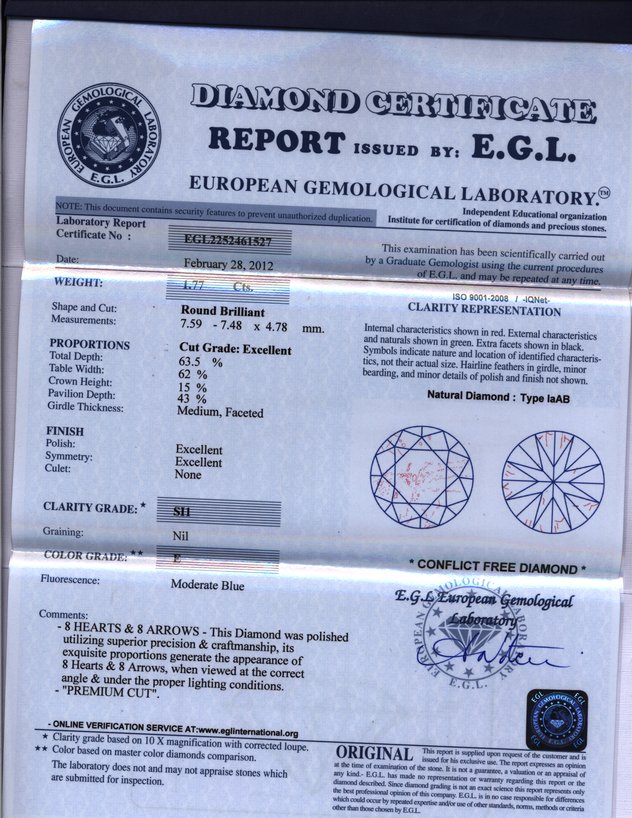 DIAMOND CERTIFICATE
REPORT ISSUED BY: E.G.L.
EUROPEAN GEMOLOGICAL LABORATORY.™
EUROPEAN GEMOLOGICAL LABORATORY
E.G.L.
NOTE: This document contains security features to prevent unauthorized duplication.
Independent Educational organization
Institute for certification of diamonds and precious stones.
Laboratory Report
Certificate No : EGL2252461527
Date: February 28, 2012
This examination has been scientifically carried out
by a Graduate Gemologist using the current procedures
of E.G.L. and may be repeated at any time.
WEIGHT: 1.77 Cts.
Shape and Cut: Round Brilliant
Measurements: 7.59 - 7.48 x 4.78 mm.
PROPORTIONS Cut Grade: Excellent
Total Depth: 63.5 %
Table Width: 62 %
Crown Height: 15 %
Pavilion Depth: 43 %
Girdle Thickness: Medium, Faceted
FINISH
Polish: Excellent
Symmetry: Excellent
Culet: None
CLARITY GRADE: * SI1
Graining: Nil
COLOR GRADE: ** E
Fluorescence: Moderate Blue
ISO 9001-2008 / -IQNet-
CLARITY REPRESENTATION
Internal characteristics shown in red. External characteristics
and naturals shown in green. Extra facets shown in black.
Symbols indicate nature and location of identified characteris-
tics, not their actual size. Hairline feathers in girdle, minor
bearding, and minor details of polish and finish not shown.
Natural Diamond : Type IaAB
* CONFLICT FREE DIAMOND *
E.G.L European Gemological
Laboratory
EUROPEAN GEMOLOGICAL LABORATORY
E.G.L.
Comments:
- 8 HEARTS & 8 ARROWS - This Diamond was polished
utilizing superior precision & craftmanship, its
exquisite proportions generate the appearance of
8 Hearts & 8 Arrows, when viewed at the correct
angle & under the proper lighting conditions.
- "PREMIUM CUT".
- ONLINE VERIFICATION SERVICE AT:www.eglinternational.org
* Clarity grade based on 10 X magnification with corrected loupe.
** Color based on master color diamonds comparison.
The laboratory does not and may not appraise stones which
are submitted for inspection.
EGL EGL
ORIGINAL This report is supplied upon request of the customer and is
issued for his exclusive use. The report expresses an opinion
at the time of examination of the stone. It is not a guarantee, a valuation or an appraisal of
any kind.- E.G.L. has made no representation or warranty regarding this report or the
diamond described. Since diamond grading is not an exact science this report represents only
the best professional opinion of this company. E.G.L. is in no case responsible for differences
which could occur by repeated expertise and/or use of other standards, norms, methods or criteria
other than those chosen by E.G.L.